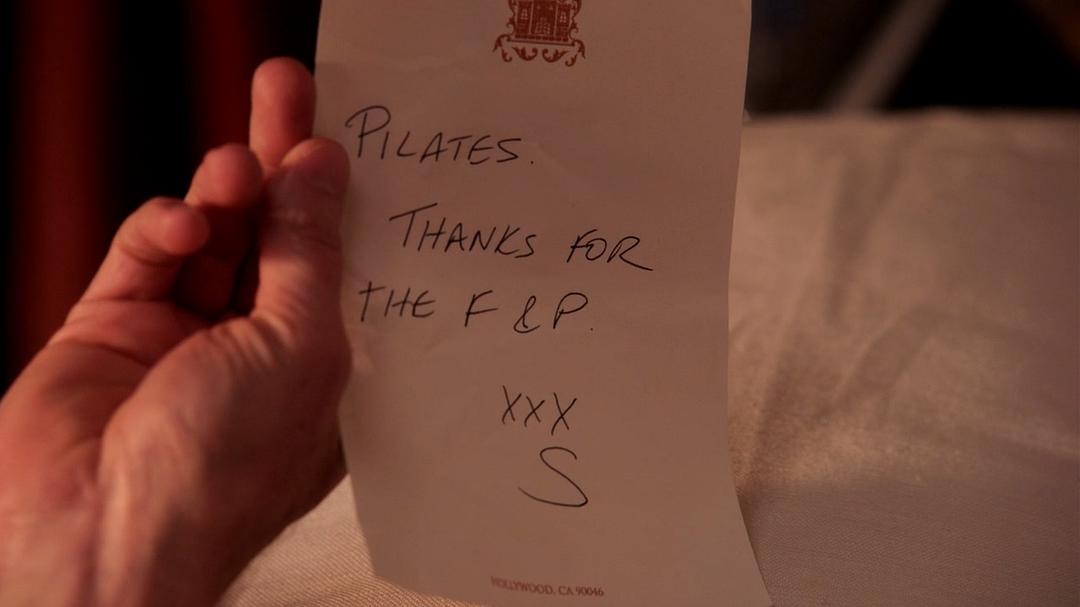 PILATES.
THANKS FOR
THE F & P.
XXX
S
HOLLYWOOD, CA 90046